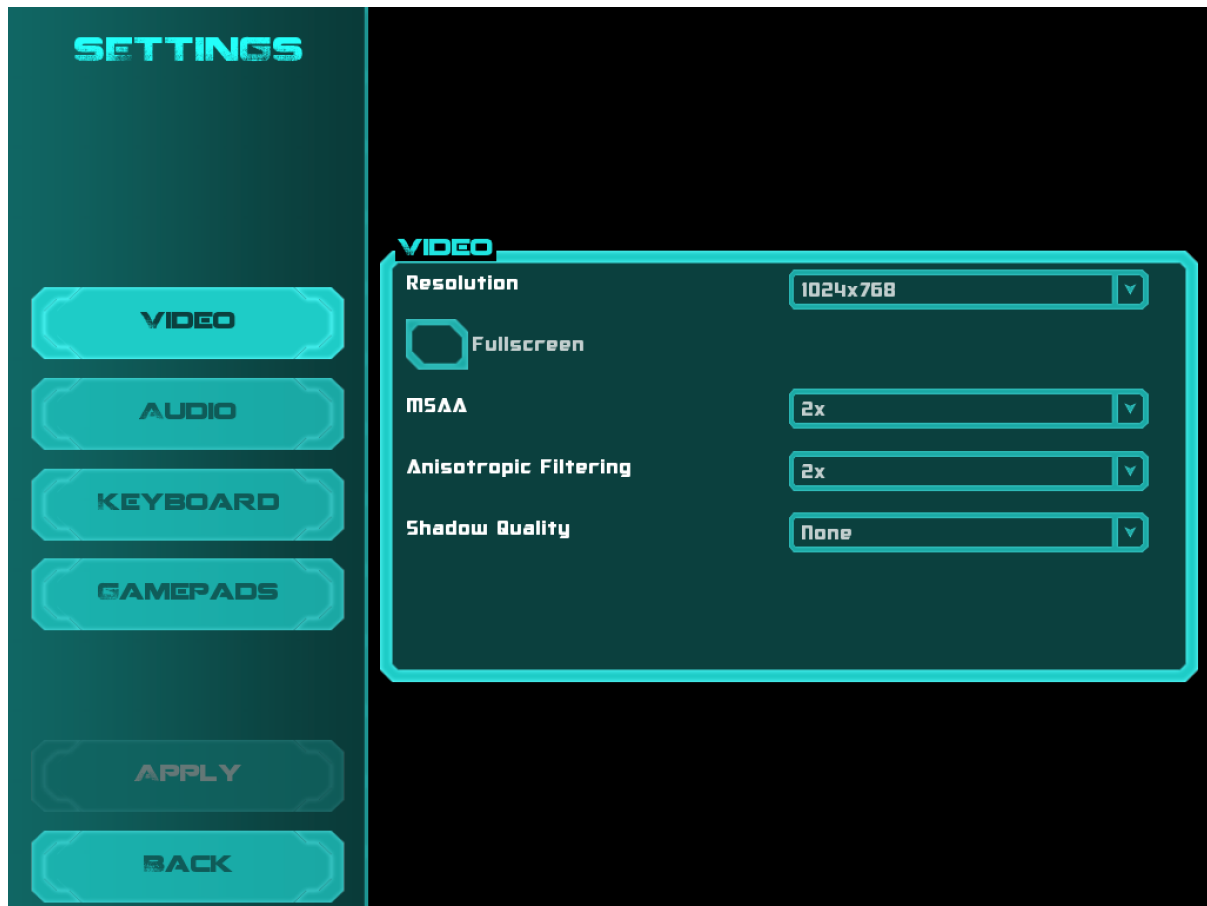 SETTINGS
VIDEO
AUDIO
KEYBOARD
GAMEPADS
APPLY
BACK
VIDEO
Resolution
1024x768
Fullscreen
MSAA
2x
Anisotropic Filtering
2x
Shadow Quality
None